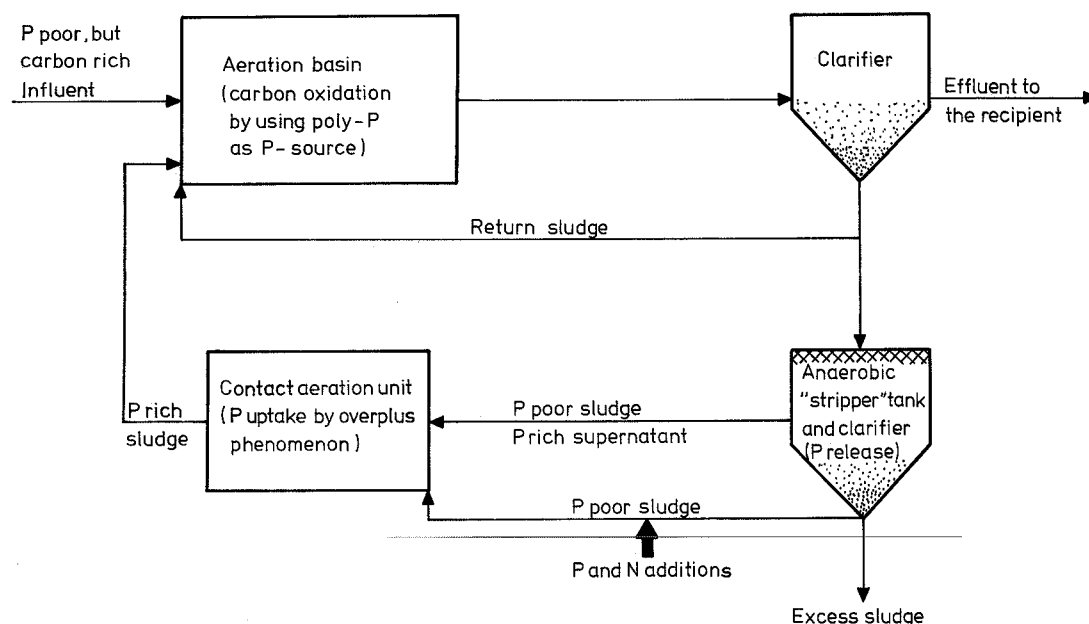 P poor, but
carbon rich
Influent
Aeration basin
(carbon oxidation
by using poly-P
as P- source)
Clarifier
Effluent to
the recipient
Return sludge
Contact aeration unit
(P uptake by overplus
phenomenon)
P rich
sludge
P poor sludge
P rich supernatant
Anaerobic
"stripper" tank
and clarifier
(P release)
P poor sludge
P and N additions
Excess sludge